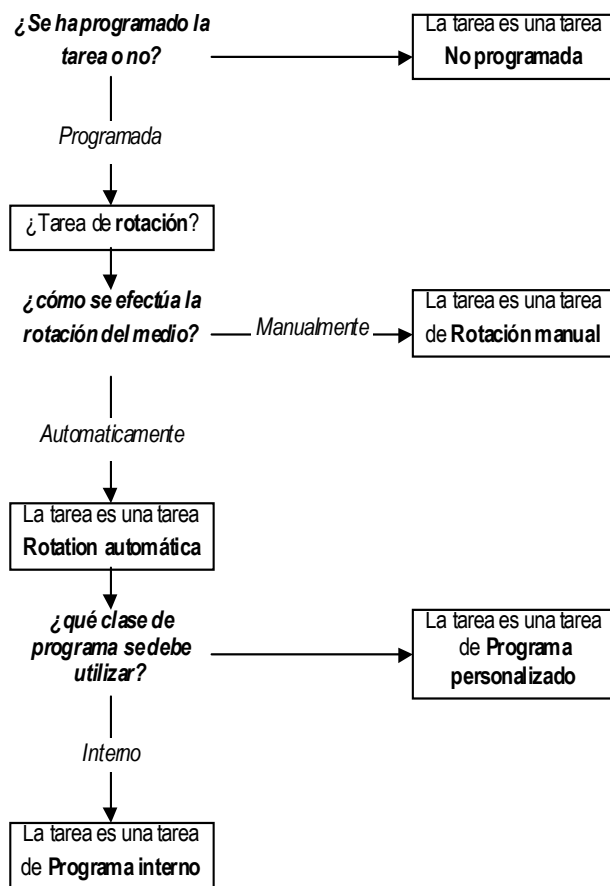 ¿Se ha programado la
tarea o no?
La tarea es una tarea
No programada
Programada
¿Tarea de rotación?
¿cómo se efectúa la
rotación del medio?
Manualmente
La tarea es una tarea
de Rotación manual
Automaticamente
La tarea es una tarea
Rotation automática
¿qué clase de
programa se debe
utilizar?
La tarea es una tarea
de Programa
personalizado
Interno
La tarea es una tarea
de Programa interno